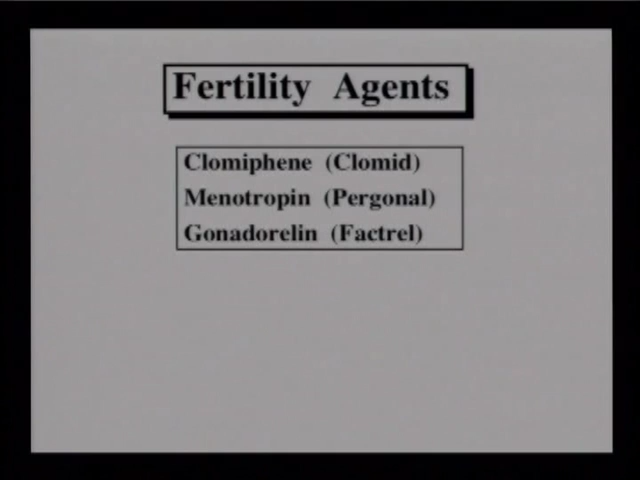 Fertility Agents
Clomiphene (Clomid)
Menotropin (Pergonal)
Gonadorelin (Factrel)